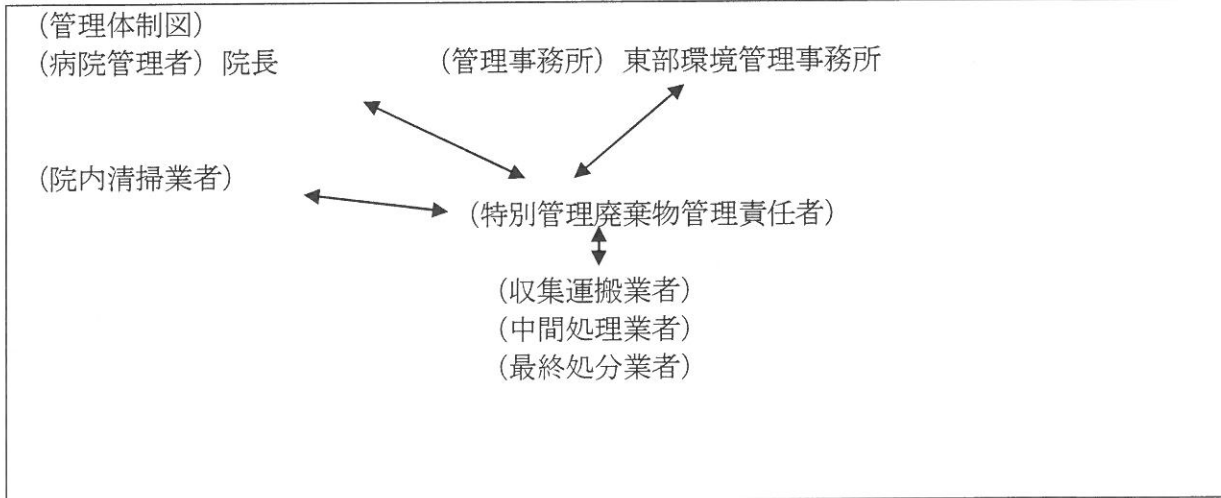 (管理体制図)
(病院管理者)院長 (管理事務所)東部環境管理事務所
(院内清掃業者)
(特別管理廃棄物管理責任者)
(収集運搬業者)
(中間処理業者)
(最終処分業者)